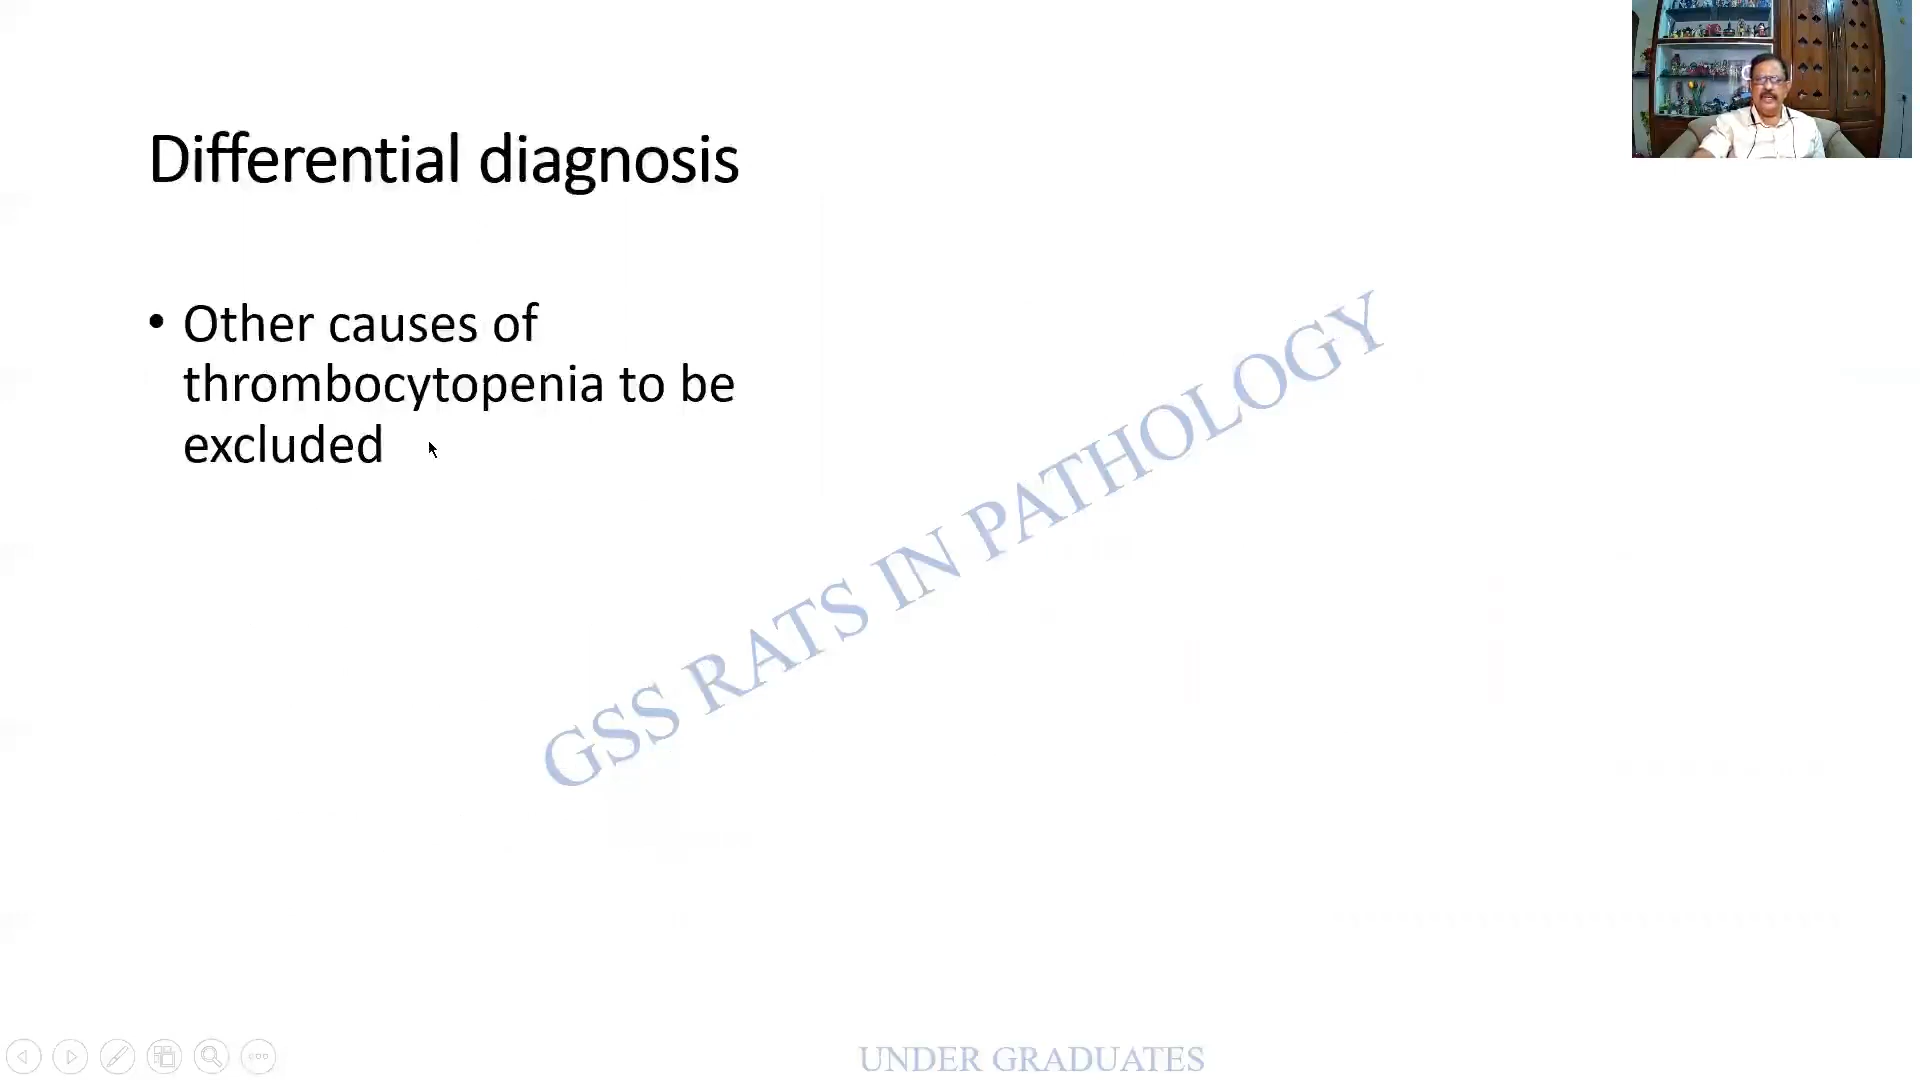 Differential diagnosis
• Other causes of
thrombocytopenia to be
excluded
GSS RATS IN PATHOLOGY
UNDER GRADUATES